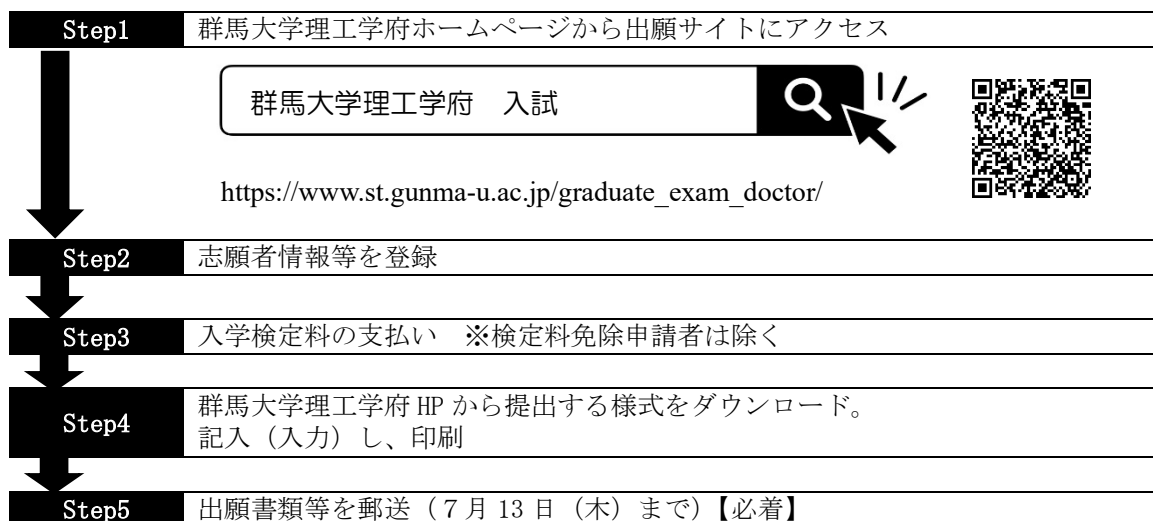 Step1 群馬大学理工学府ホームページから出願サイトにアクセス
群馬大学理工学府　入試
https://www.st.gunma-u.ac.jp/graduate_exam_doctor/
Step2 志願者情報等を登録
Step3 入学検定料の支払い　※検定料免除申請者は除く
Step4 群馬大学理工学府 HP から提出する様式をダウンロード。
記入（入力）し、印刷
Step5 出願書類等を郵送（７月 13 日（木）まで）【必着】